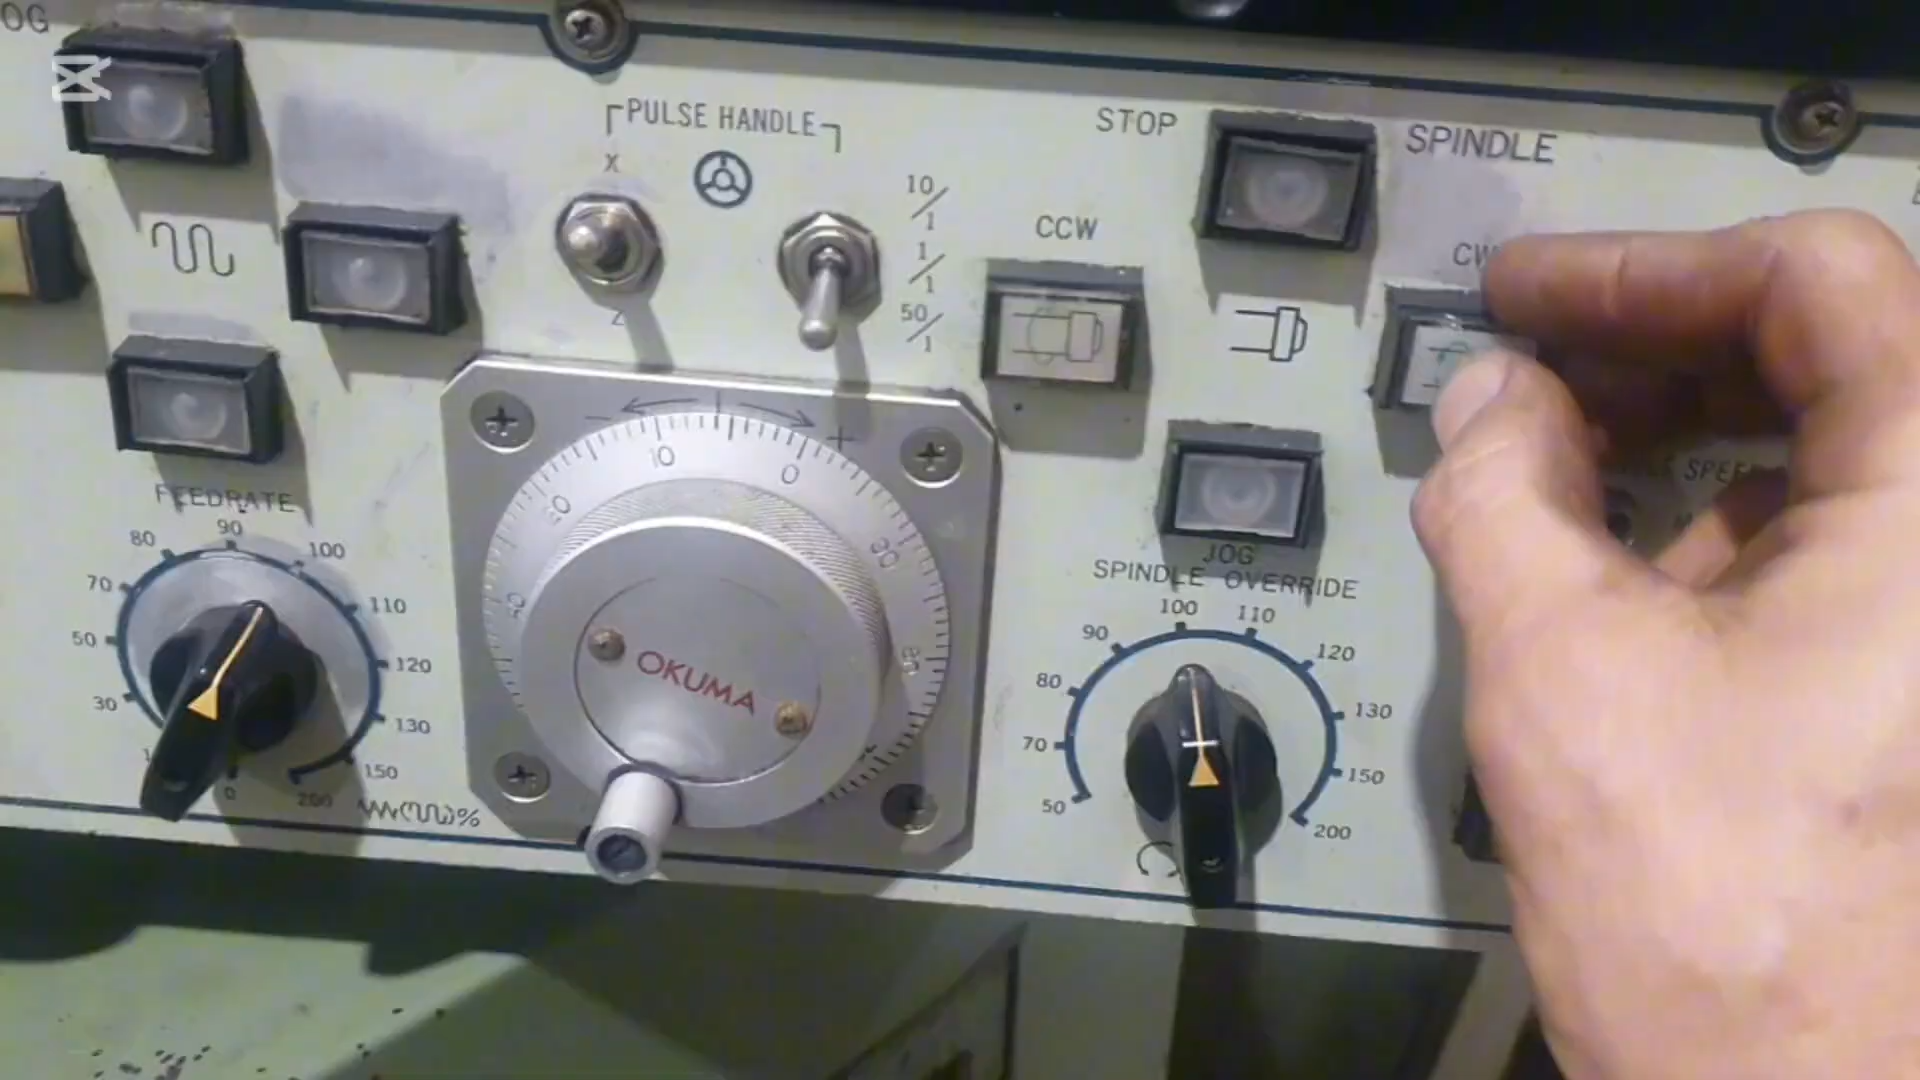 OG
PULSE HANDLE
X
Z
10/1
1/1
50/1
STOP
SPINDLE
CCW
CW
SPEE
JOG
FEEDRATE
30
50
70
80
90
100
110
120
130
150
200
0
%
- +
10
0
OKUMA
SPINDLE OVERRIDE
50
70
80
90
100
110
120
130
150
200